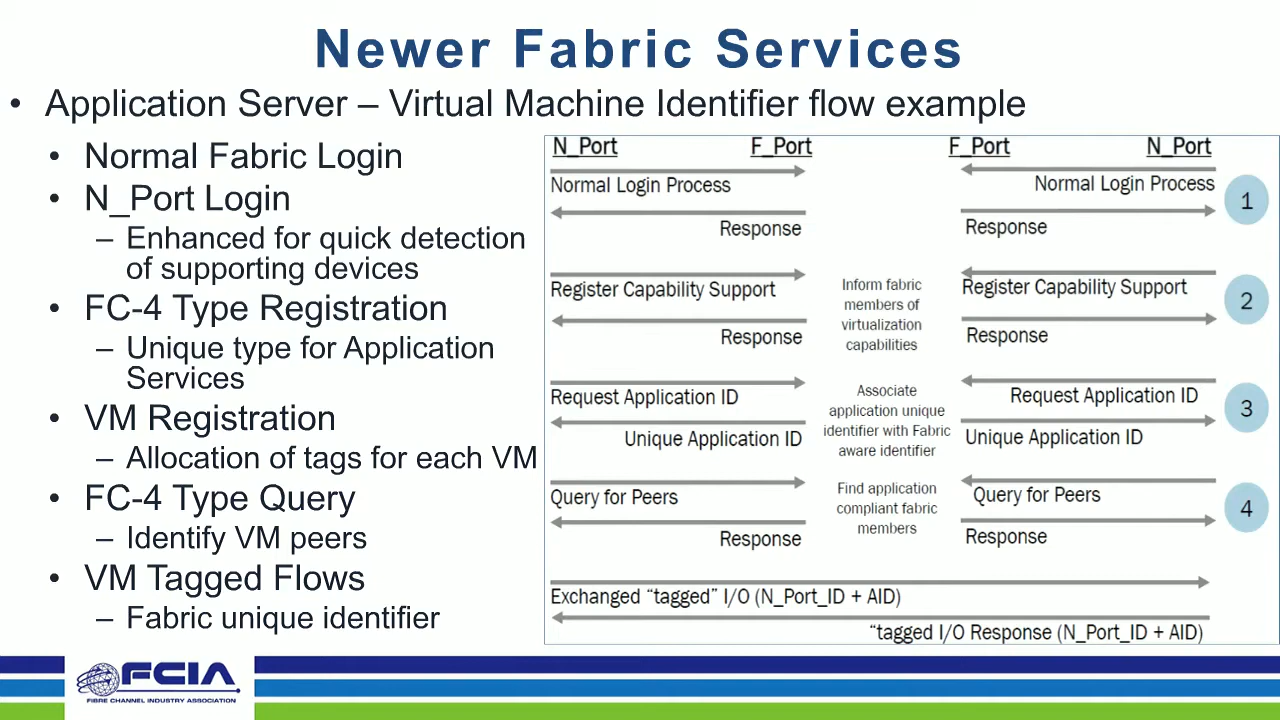 Newer Fabric Services
• Application Server – Virtual Machine Identifier flow example
• Normal Fabric Login
• N_Port Login
– Enhanced for quick detection
of supporting devices
• FC-4 Type Registration
– Unique type for Application
Services
• VM Registration
– Allocation of tags for each VM
• FC-4 Type Query
– Identify VM peers
• VM Tagged Flows
– Fabric unique identifier
N_Port F_Port F_Port N_Port
Normal Login Process Normal Login Process
1
Response Response
Register Capability Support Register Capability Support
Inform fabric
members of
virtualization
capabilities
2
Response Response
Request Application ID Request Application ID
Associate
application unique
identifier with Fabric
aware identifier
3
Unique Application ID Unique Application ID
Query for Peers Query for Peers
Find application
compliant fabric
members
4
Response Response
Exchanged “tagged” I/O (N_Port_ID + AID)
“tagged I/O Response (N_Port_ID + AID)
FCIA
FIBRE CHANNEL INDUSTRY ASSOCIATION